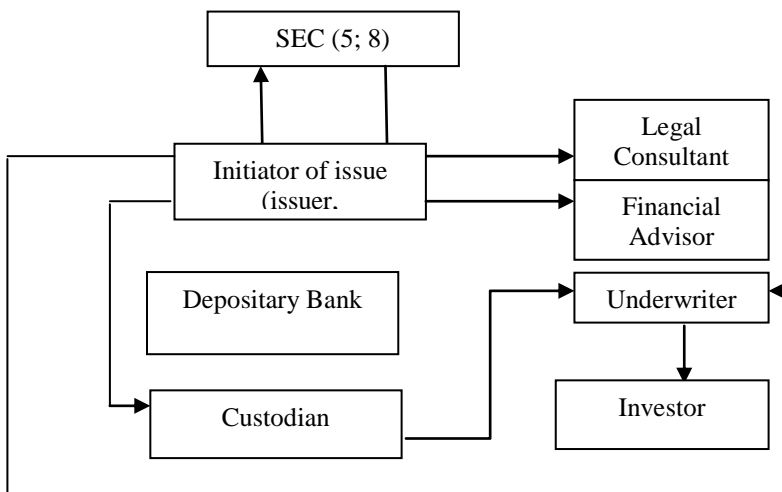 SEC (5; 8)
Initiator of issue
(issuer,
Legal
Consultant
Financial
Advisor
Depositary Bank
Underwriter
Custodian
Investor